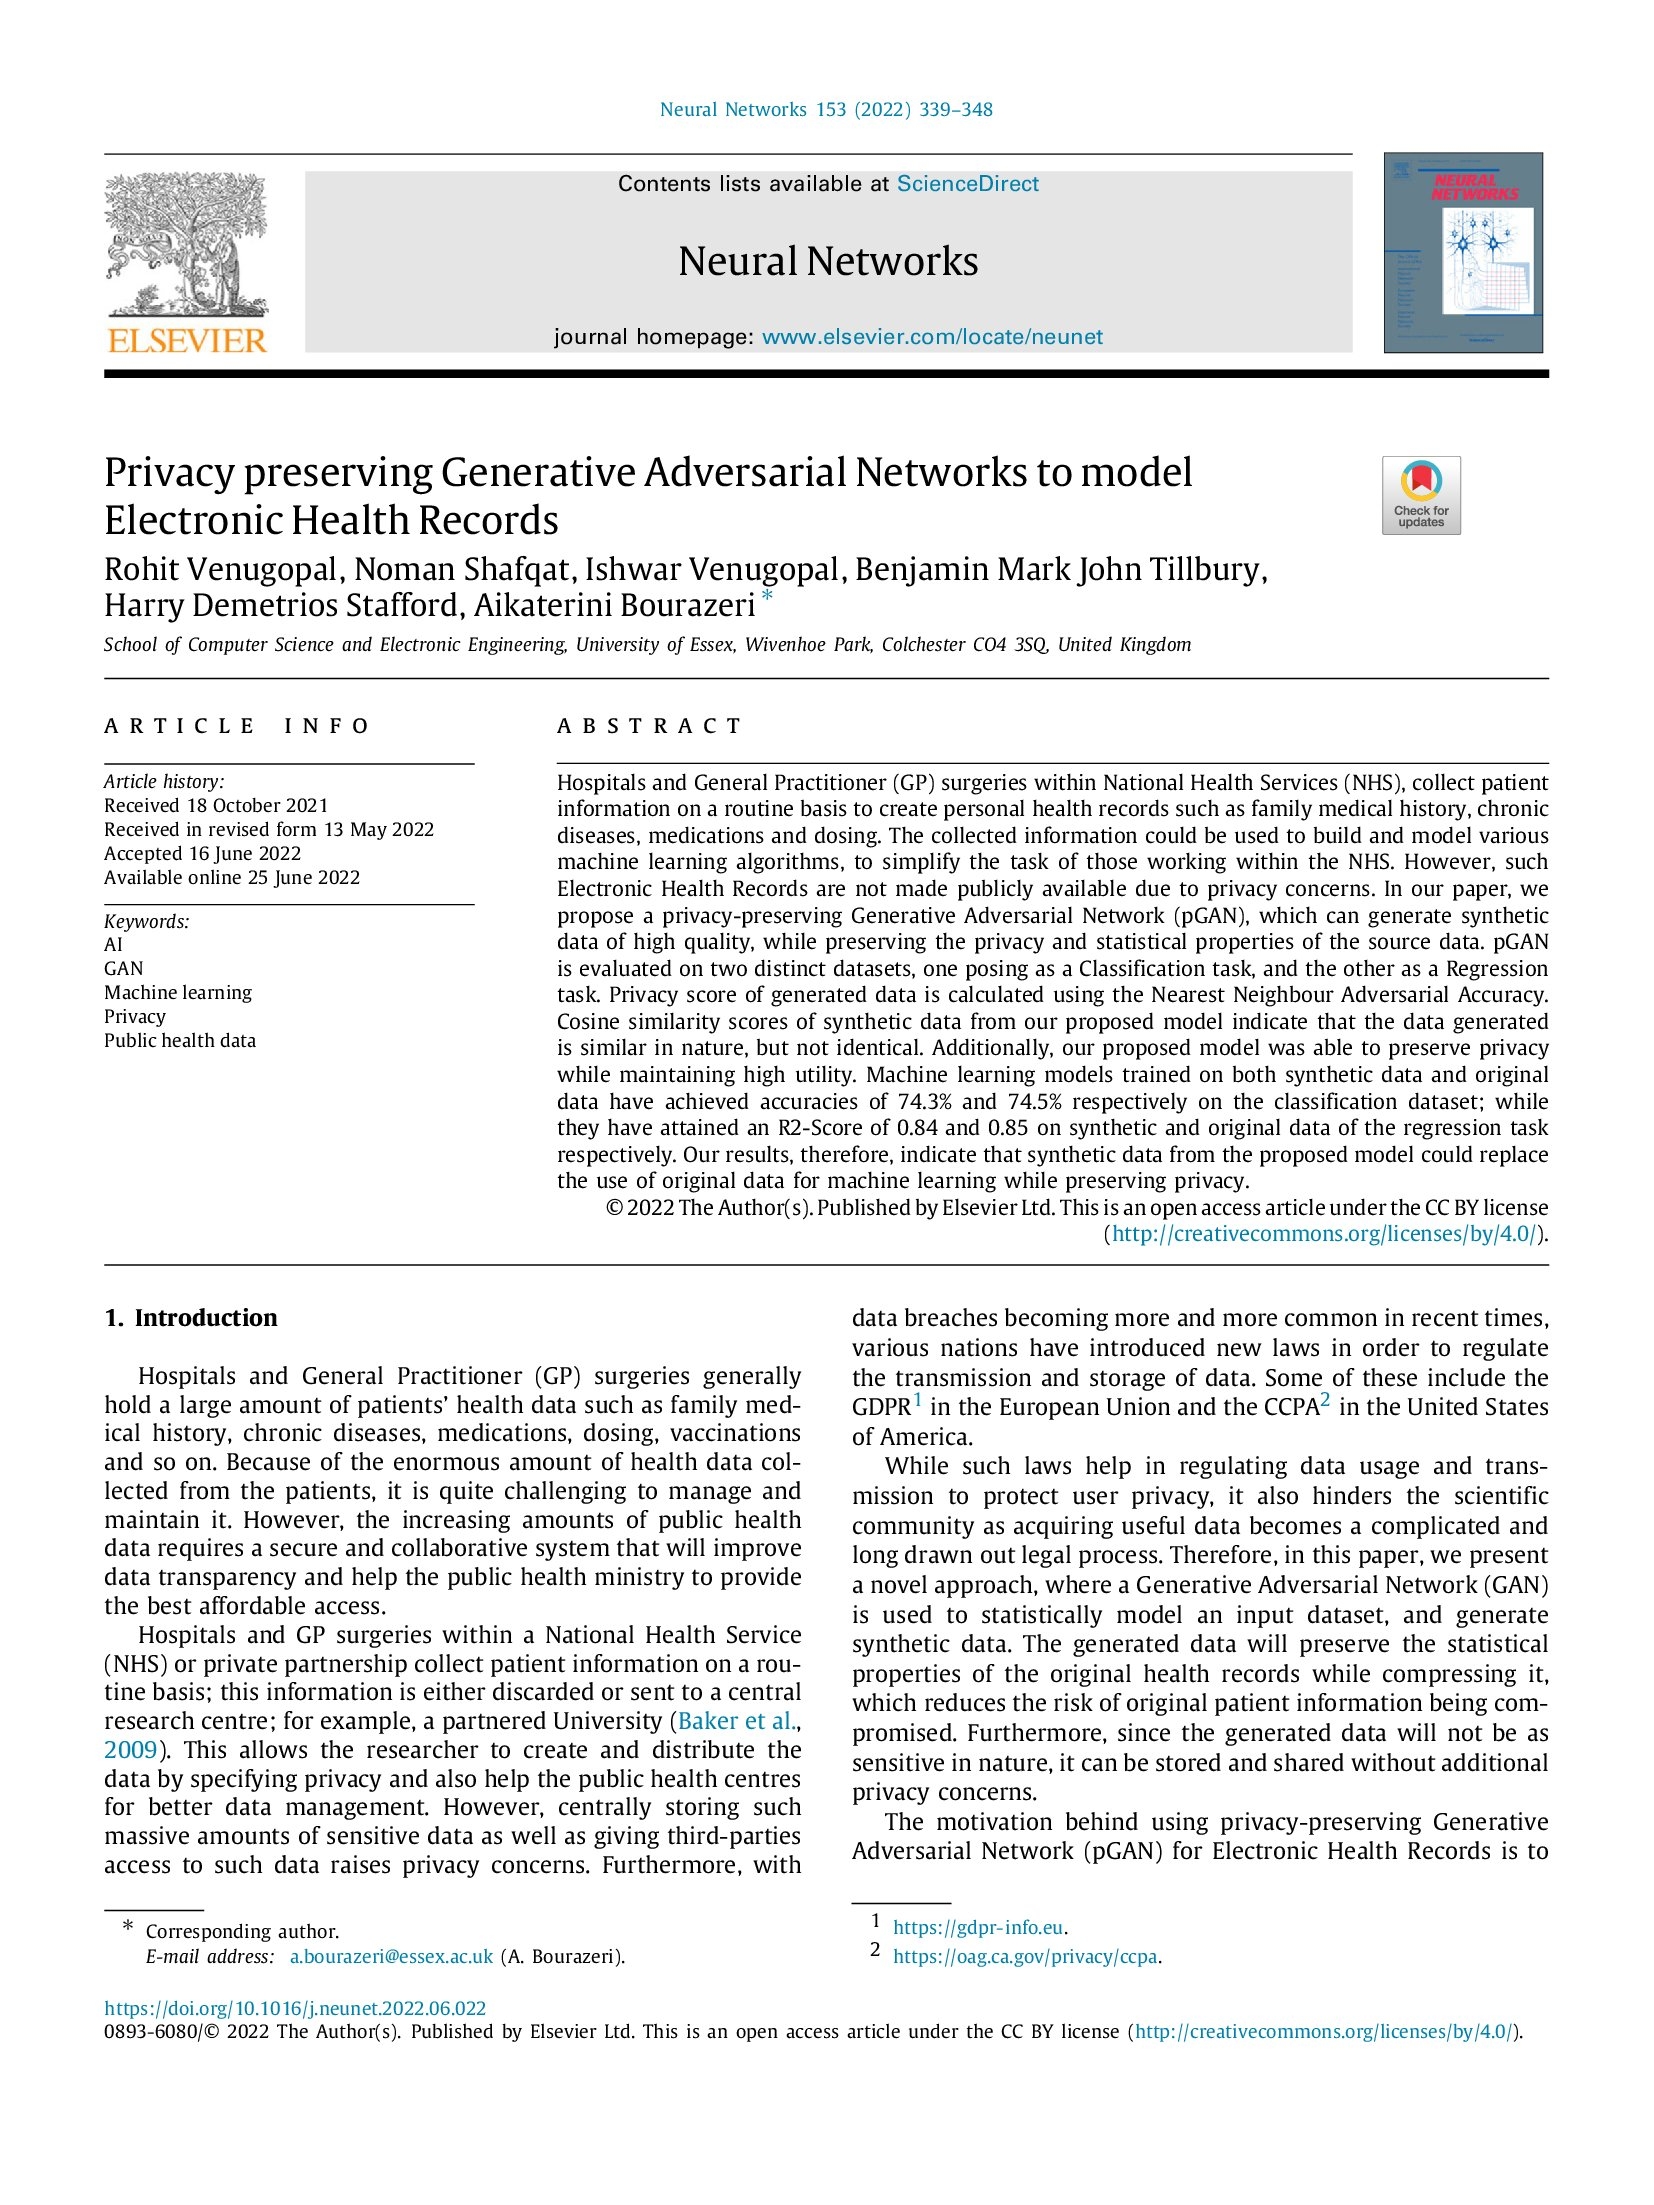 Neural Networks 153 (2022) 339–348
Contents lists available at ScienceDirect
Neural Networks
journal homepage: www.elsevier.com/locate/neunet
ELSEVIER
NEURAL
NETWORKS
Privacy preserving Generative Adversarial Networks to model
Electronic Health Records
Check for
updates
Rohit Venugopal, Noman Shafqat, Ishwar Venugopal, Benjamin Mark John Tillbury,
Harry Demetrios Stafford, Aikaterini Bourazeri *
School of Computer Science and Electronic Engineering, University of Essex, Wivenhoe Park, Colchester CO4 3SQ, United Kingdom
ARTICLE INFO
Article history:
Received 18 October 2021
Received in revised form 13 May 2022
Accepted 16 June 2022
Available online 25 June 2022
Keywords:
AI
GAN
Machine learning
Privacy
Public health data
ABSTRACT
Hospitals and General Practitioner (GP) surgeries within National Health Services (NHS), collect patient
information on a routine basis to create personal health records such as family medical history, chronic
diseases, medications and dosing. The collected information could be used to build and model various
machine learning algorithms, to simplify the task of those working within the NHS. However, such
Electronic Health Records are not made publicly available due to privacy concerns. In our paper, we
propose a privacy-preserving Generative Adversarial Network (pGAN), which can generate synthetic
data of high quality, while preserving the privacy and statistical properties of the source data. pGAN
is evaluated on two distinct datasets, one posing as a Classification task, and the other as a Regression
task. Privacy score of generated data is calculated using the Nearest Neighbour Adversarial Accuracy.
Cosine similarity scores of synthetic data from our proposed model indicate that the data generated
is similar in nature, but not identical. Additionally, our proposed model was able to preserve privacy
while maintaining high utility. Machine learning models trained on both synthetic data and original
data have achieved accuracies of 74.3% and 74.5% respectively on the classification dataset; while
they have attained an R2-Score of 0.84 and 0.85 on synthetic and original data of the regression task
respectively. Our results, therefore, indicate that synthetic data from the proposed model could replace
the use of original data for machine learning while preserving privacy.
© 2022 The Author(s). Published by Elsevier Ltd. This is an open access article under the CC BY license
(http://creativecommons.org/licenses/by/4.0/).
1. Introduction
Hospitals and General Practitioner (GP) surgeries generally
hold a large amount of patients' health data such as family med-
ical history, chronic diseases, medications, dosing, vaccinations
and so on. Because of the enormous amount of health data col-
lected from the patients, it is quite challenging to manage and
maintain it. However, the increasing amounts of public health
data requires a secure and collaborative system that will improve
data transparency and help the public health ministry to provide
the best affordable access.
Hospitals and GP surgeries within a National Health Service
(NHS) or private partnership collect patient information on a rou-
tine basis; this information is either discarded or sent to a central
research centre; for example, a partnered University (Baker et al.,
2009). This allows the researcher to create and distribute the
data by specifying privacy and also help the public health centres
for better data management. However, centrally storing such
massive amounts of sensitive data as well as giving third-parties
access to such data raises privacy concerns. Furthermore, with
* Corresponding author.
E-mail address: a.bourazeri@essex.ac.uk (A. Bourazeri).
data breaches becoming more and more common in recent times,
various nations have introduced new laws in order to regulate
the transmission and storage of data. Some of these include the
GDPR1 in the European Union and the CCPA2 in the United States
of America.
While such laws help in regulating data usage and trans-
mission to protect user privacy, it also hinders the scientific
community as acquiring useful data becomes a complicated and
long drawn out legal process. Therefore, in this paper, we present
a novel approach, where a Generative Adversarial Network (GAN)
is used to statistically model an input dataset, and generate
synthetic data. The generated data will preserve the statistical
properties of the original health records while compressing it,
which reduces the risk of original patient information being com-
promised. Furthermore, since the generated data will not be as
sensitive in nature, it can be stored and shared without additional
privacy concerns.
The motivation behind using privacy-preserving Generative
Adversarial Network (pGAN) for Electronic Health Records is to
1 https://gdpr-info.eu.
2 https://oag.ca.gov/privacy/ccpa.
https://doi.org/10.1016/j.neunet.2022.06.022
0893-6080/© 2022 The Author(s). Published by Elsevier Ltd. This is an open access article under the CC BY license (http://creativecommons.org/licenses/by/4.0/).